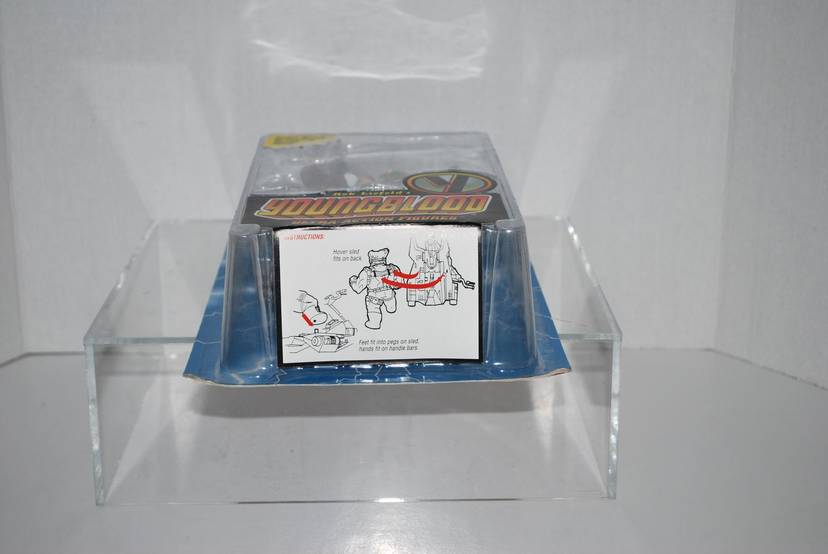 Rob Liefeld's
YOUNGBLOOD
ULTRA-ACTION FIGURES
INSTRUCTIONS:
Hover sled
fits on back.
Feet fit into pegs on sled,
hands fit on handle bars.